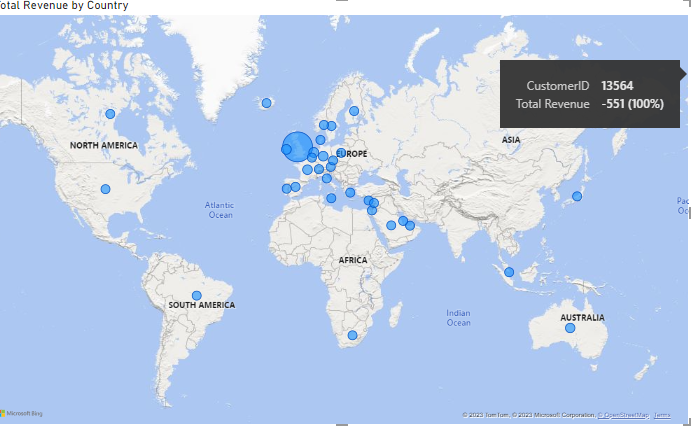 otal Revenue by Country
CustomerID 13564
Total Revenue -551 (100%)
NORTH AMERICA
EUROPE
ASIA
Atlantic
Ocean
Pac
Oc
AFRICA
SOUTH AMERICA
Indian
Ocean
AUSTRALIA
Microsoft Bing
© 2023 TomTom, © 2023 Microsoft Corporation, © OpenStreetMap Terms